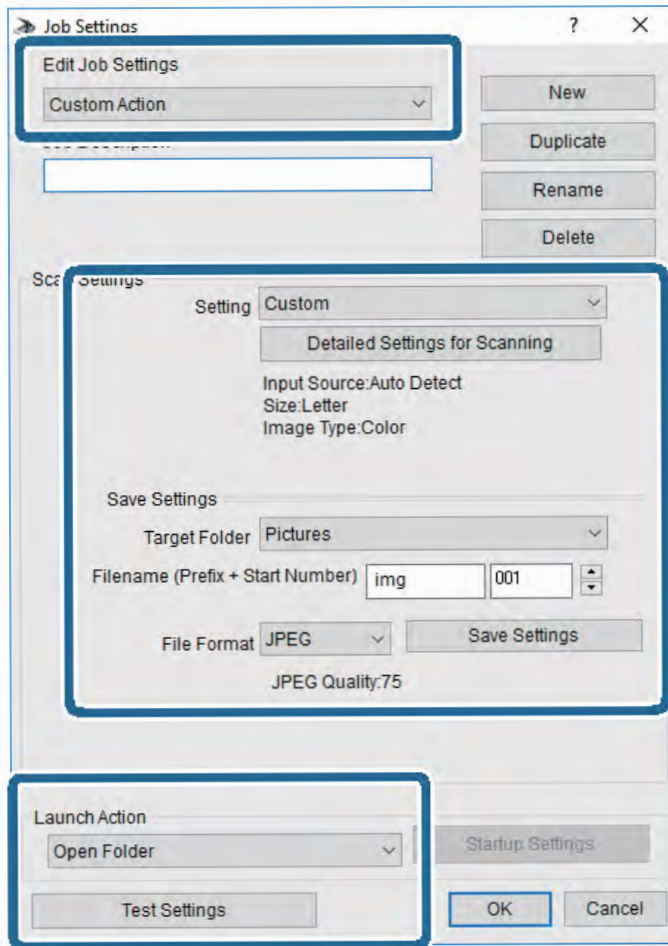 Job Settings ? X
Edit Job Settings
Custom Action
New
Duplicate
Rename
Delete
Scan Settings
Setting Custom
Detailed Settings for Scanning
Input Source:Auto Detect
Size:Letter
Image Type:Color
Save Settings
Target Folder Pictures
Filename (Prefix + Start Number) img 001
File Format JPEG Save Settings
JPEG Quality:75
Launch Action
Open Folder Startup Settings
Test Settings OK Cancel